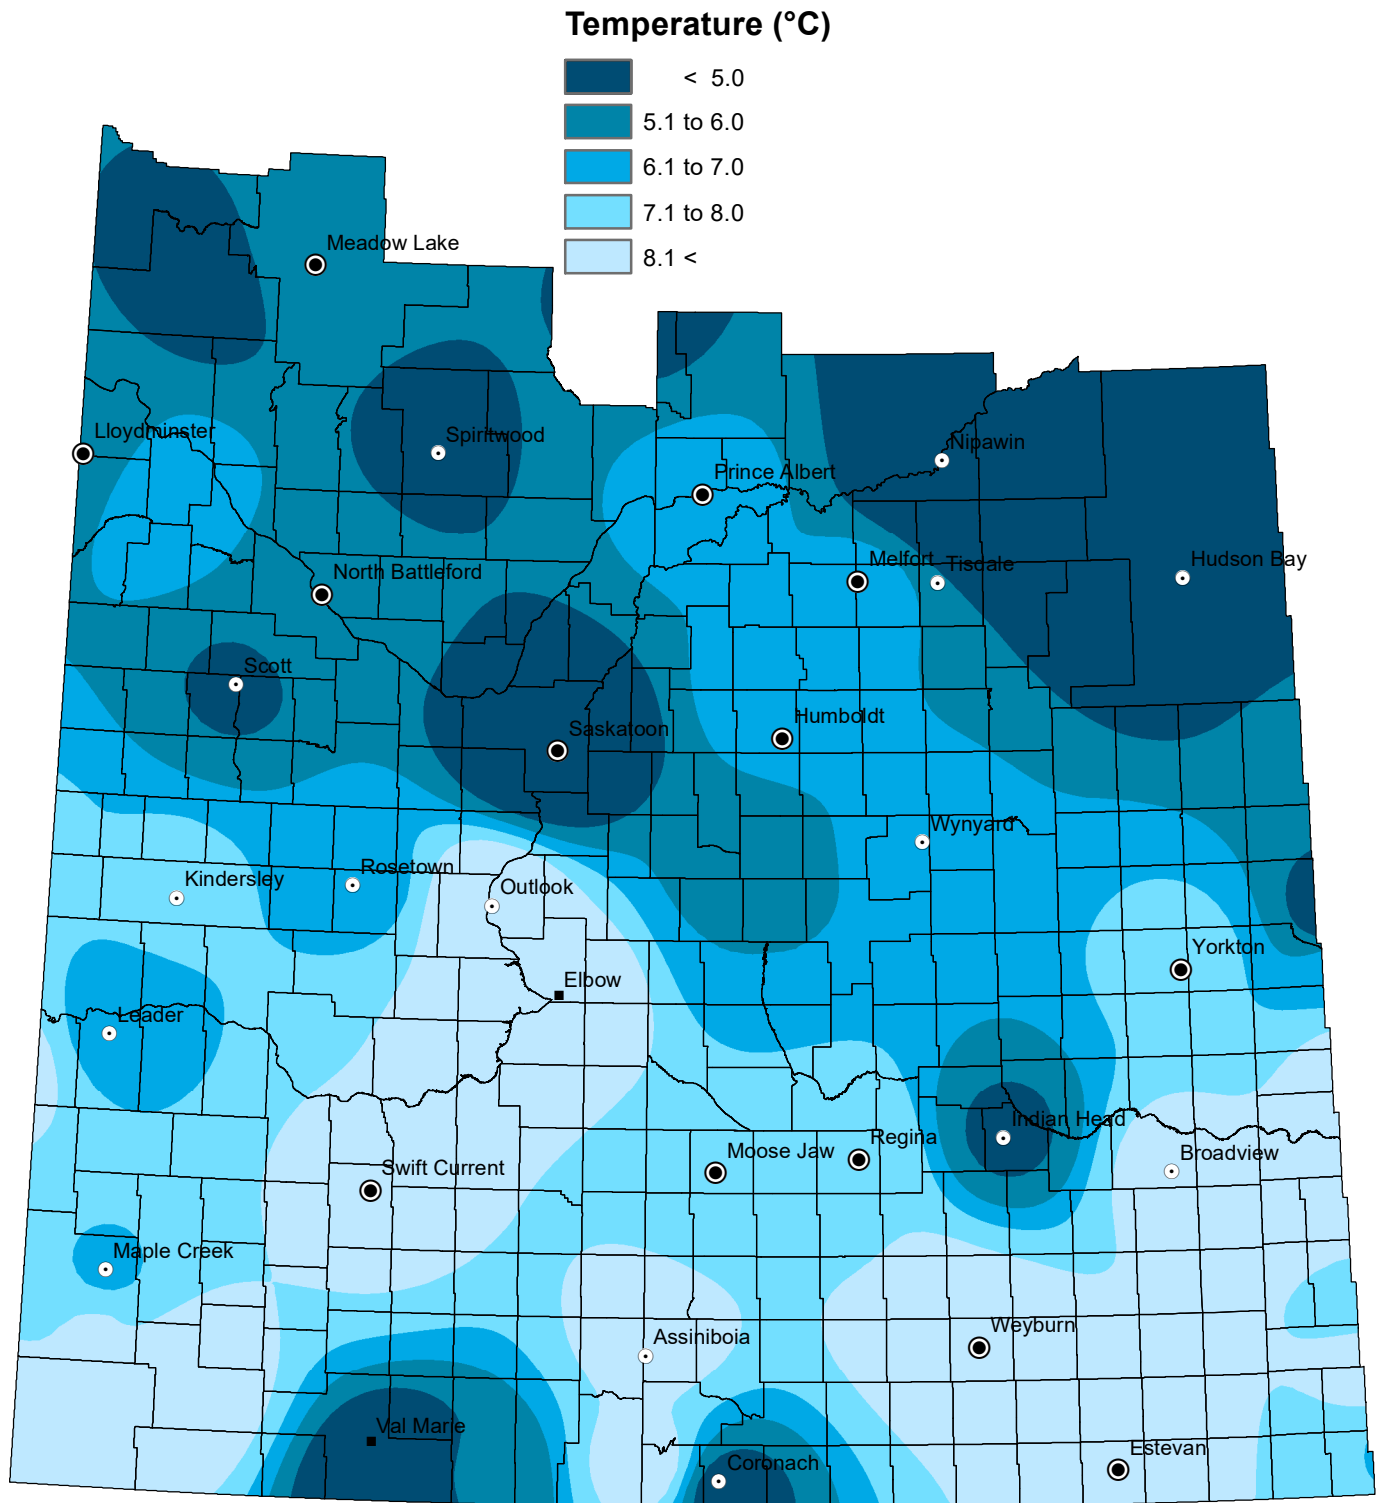 Temperature (°C)
< 5.0
5.1 to 6.0
6.1 to 7.0
7.1 to 8.0
8.1 <
Meadow Lake
Lloydminster
Spiritwood
Nipawin
Prince Albert
Melfort
Tisdale
Hudson Bay
North Battleford
Scott
Saskatoon
Humboldt
Wynyard
Rosetown
Kindersley
Outlook
Yorkton
Elbow
Leader
Indian Head
Regina
Moose Jaw
Broadview
Swift Current
Maple Creek
Weyburn
Assiniboia
Val Marie
Estevan
Coronach